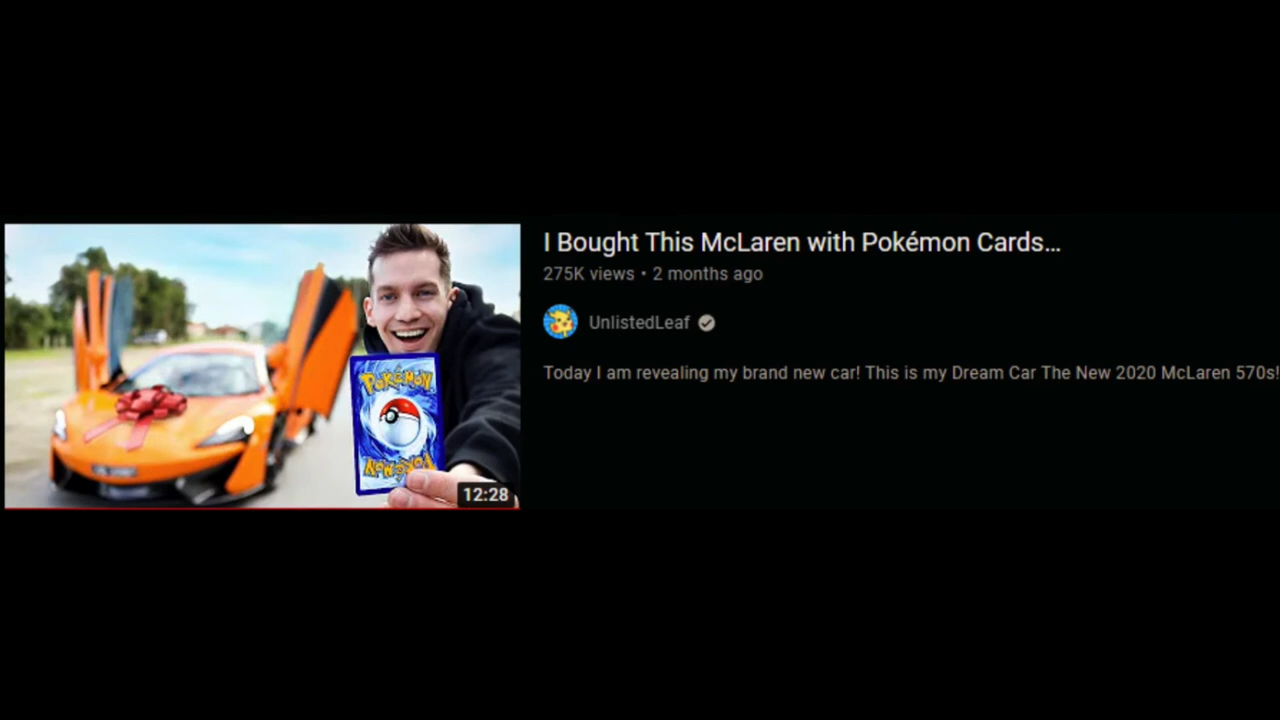 I Bought This McLaren with Pokémon Cards...
275K views • 2 months ago
UnlistedLeaf
Today I am revealing my brand new car! This is my Dream Car The New 2020 McLaren 570s!
POKéMON
POKéMON
12:28